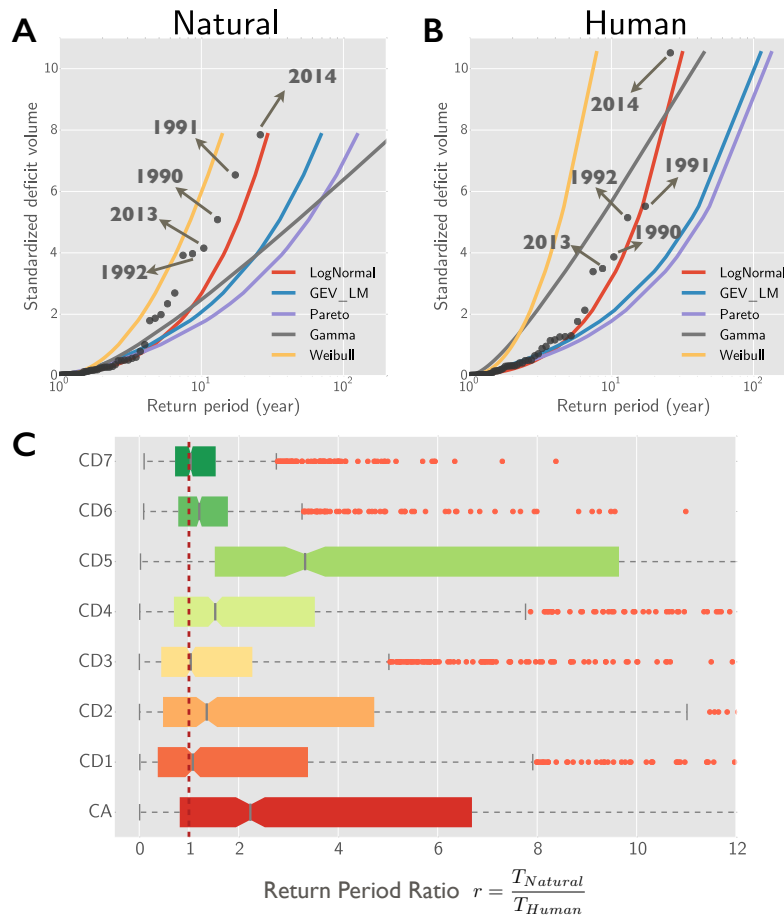 A Natural
B Human
Standardized deficit volume
10
8
6
4
2
0
2014
1991
1990
2013
1992
LogNormal
GEV_LM
Pareto
Gamma
Weibull
10⁰ 10¹ 10²
Return period (year)
Standardized deficit volume
10
8
6
4
2
0
2014
1992
1991
2013
1990
LogNormal
GEV_LM
Pareto
Gamma
Weibull
10⁰ 10¹ 10²
Return period (year)
C
CD7
CD6
CD5
CD4
CD3
CD2
CD1
CA
0 1 2 4 6 8 10 12
Return Period Ratio r = T_Natural / T_Human